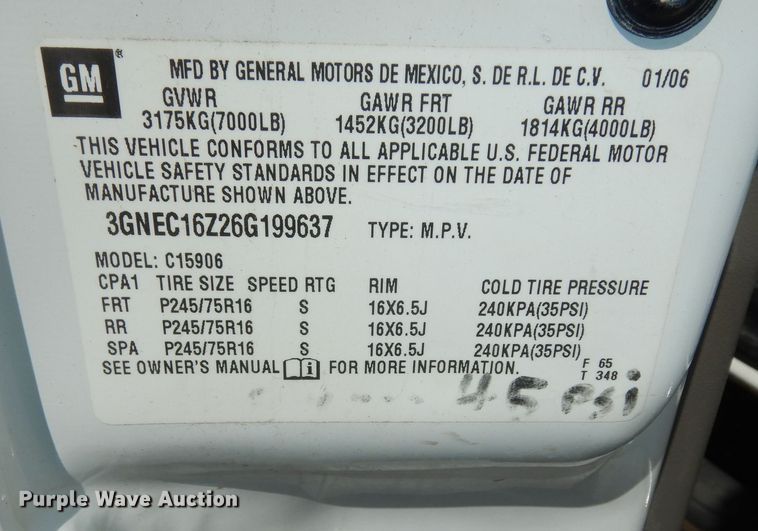 GM®
MFD BY GENERAL MOTORS DE MEXICO, S. DE R.L. DE C.V. 01/06
GVWR GAWR FRT GAWR RR
3175KG(7000LB) 1452KG(3200LB) 1814KG(4000LB)
THIS VEHICLE CONFORMS TO ALL APPLICABLE U.S. FEDERAL MOTOR
VEHICLE SAFETY STANDARDS IN EFFECT ON THE DATE OF
MANUFACTURE SHOWN ABOVE.
3GNEC16Z26G199637 TYPE: M.P.V.
MODEL: C15906
CPA1 TIRE SIZE SPEED RTG RIM COLD TIRE PRESSURE
FRT P245/75R16 S 16X6.5J 240KPA(35PSI)
RR P245/75R16 S 16X6.5J 240KPA(35PSI)
SPA P245/75R16 S 16X6.5J 240KPA(35PSI)
SEE OWNER'S MANUAL i FOR MORE INFORMATION. F 65
T 348
45 PSi
Purple Wave Auction